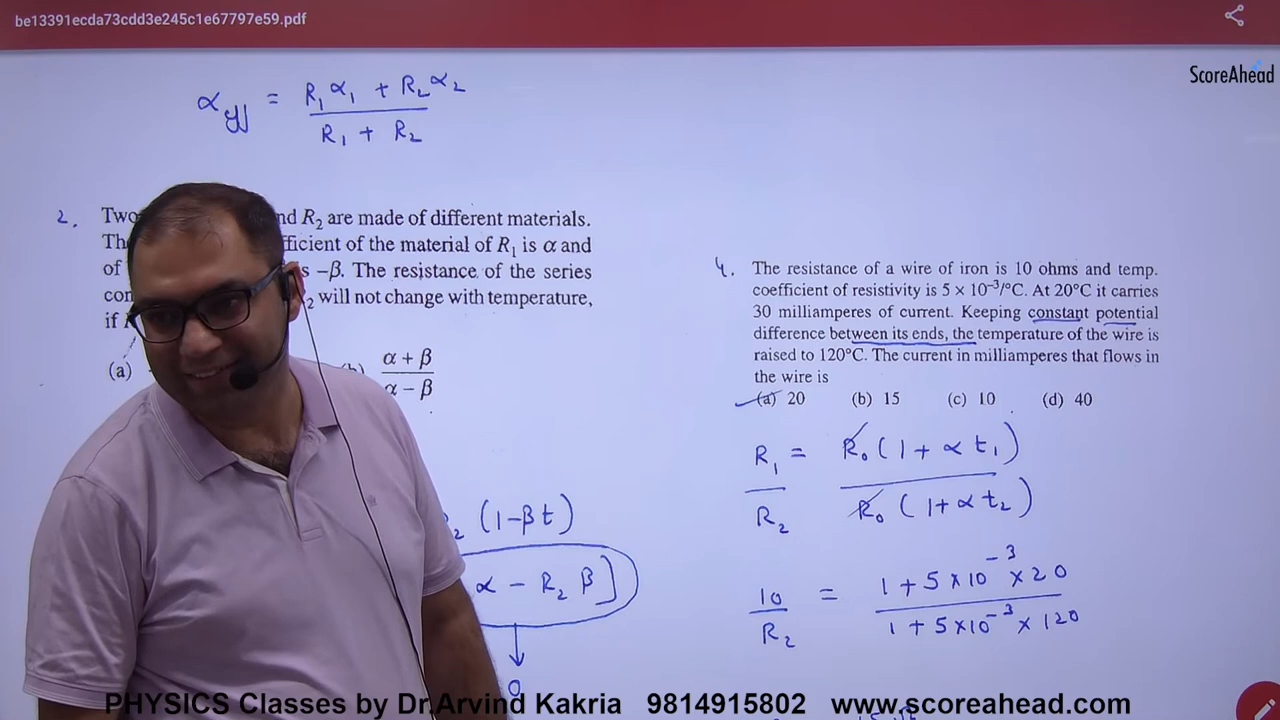 be13391ecda73cdd3e245c1e67797e59.pdf
ScoreAhead
α_eff = (R₁α₁ + R₂α₂) / (R₁ + R₂)
2. Two nd R₂ are made of different materials.
Th fficient of the material of R₁ is α and
of s −β. The resistance of the series
con ₂ will not change with temperature,
if
(a) (b) (α + β) / (α − β)
₂ (1−βt)
α − R₂ β]
0
4. The resistance of a wire of iron is 10 ohms and temp.
coefficient of resistivity is 5 × 10⁻³/°C. At 20°C it carries
30 milliamperes of current. Keeping constant potential
difference between its ends, the temperature of the wire is
raised to 120°C. The current in milliamperes that flows in
the wire is
(a) 20 (b) 15 (c) 10 (d) 40
R₁ / R₂ = R₀ (1 + α t₁) / R₀ (1 + α t₂)
10 / R₂ = (1 + 5×10⁻³ × 20) / (1 + 5×10⁻³ × 120)
PHYSICS Classes by Dr.Arvind Kakria 9814915802 www.scoreahead.com